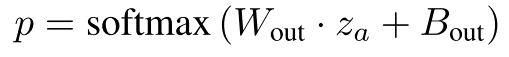 p = softmax (W_out · z_a + B_out)